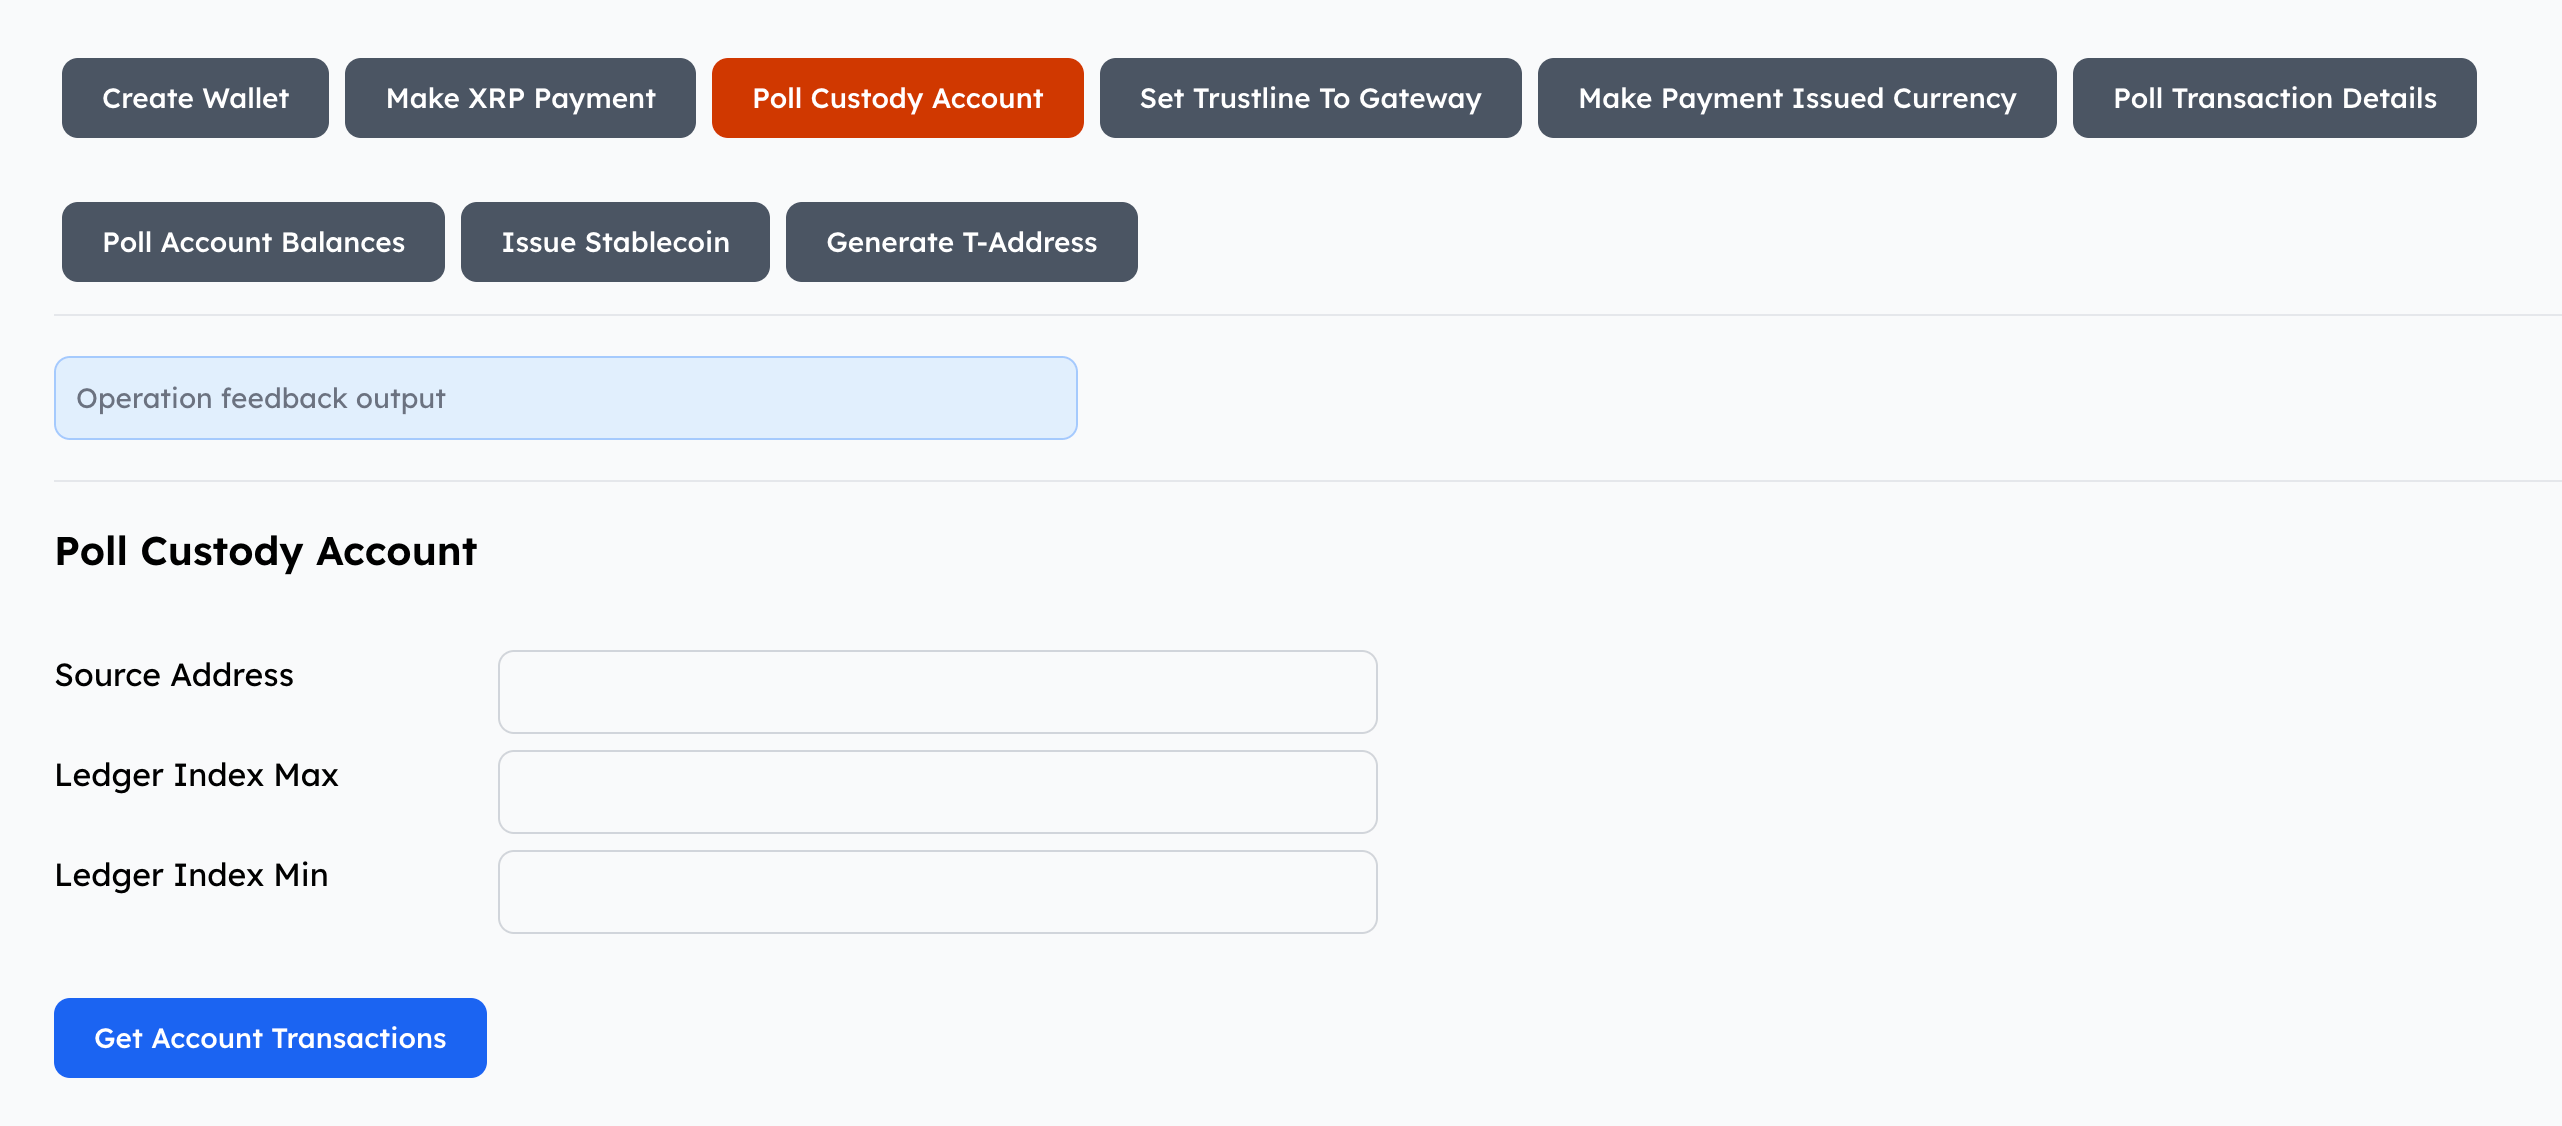 Create Wallet Make XRP Payment Poll Custody Account Set Trustline To Gateway Make Payment Issued Currency Poll Transaction Details
Poll Account Balances Issue Stablecoin Generate T-Address
Operation feedback output
Poll Custody Account
Source Address
Ledger Index Max
Ledger Index Min
Get Account Transactions